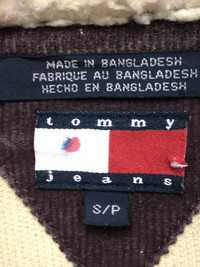 MADE IN BANGLADESH
FABRIQUE AU BANGLADESH
HECHO EN BANGLADESH
tommy
jeans
S/P